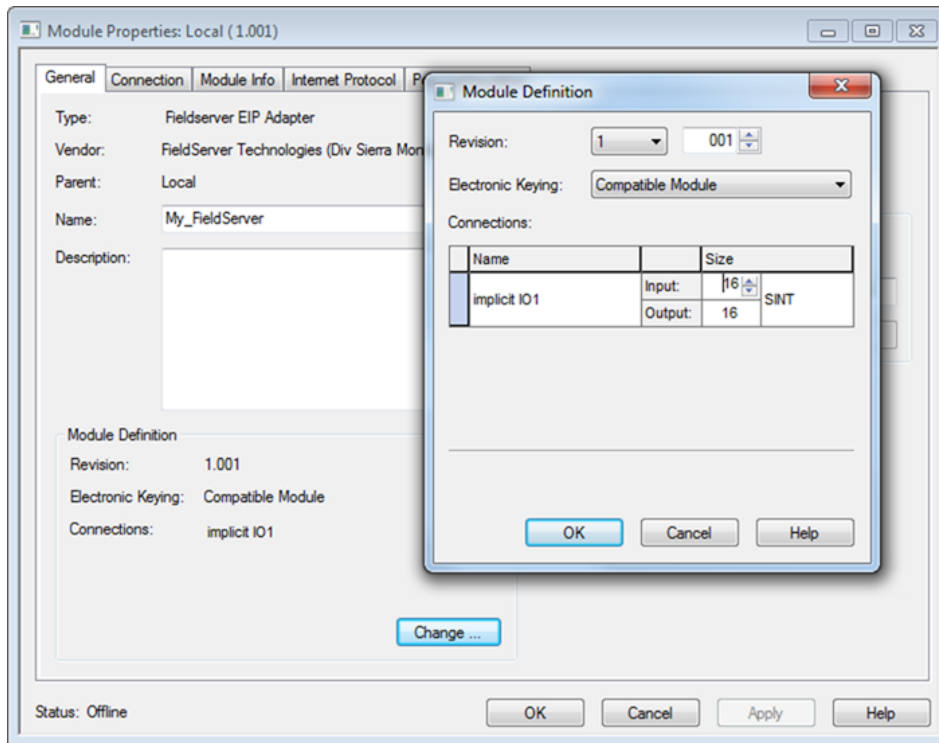 Module Properties: Local (1.001)
General Connection Module Info Internet Protocol
Type: Fieldserver EIP Adapter
Vendor: FieldServer Technologies (Div Sierra
Parent: Local
Name: My_FieldServer
Description:
Module Definition
Revision: 1.001
Electronic Keying: Compatible Module
Connections: implicit IO1
Change ...
Status: Offline
OK Cancel Apply Help
Module Definition
Revision: 1 001
Electronic Keying: Compatible Module
Connections:
Name Size
implicit IO1 Input: 16 SINT
Output: 16
OK Cancel Help